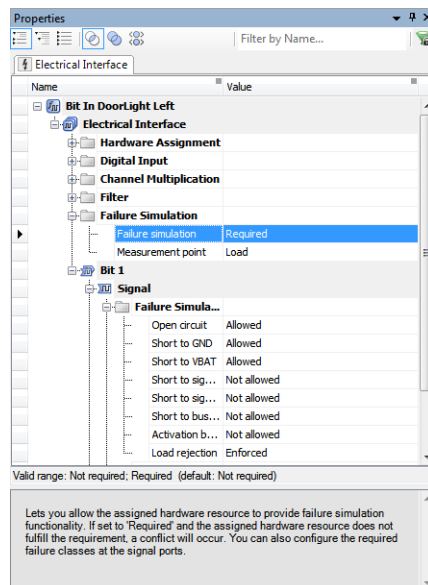 Properties
Filter by Name...
Electrical Interface
Name Value
Bit In DoorLight Left
Electrical Interface
Hardware Assignment
Digital Input
Channel Multiplication
Filter
Failure Simulation
Failure simulation Required
Measurement point Load
Bit 1
Signal
Failure Simula...
Open circuit Allowed
Short to GND Allowed
Short to VBAT Allowed
Short to sig... Not allowed
Short to sig... Not allowed
Short to bus... Not allowed
Activation b... Not allowed
Load rejection Enforced
Valid range: Not required; Required (default: Not required)
Lets you allow the assigned hardware resource to provide failure simulation
functionality. If set to 'Required' and the assigned hardware resource does not
fulfill the requirement, a conflict will occur. You can also configure the required
failure classes at the signal ports.